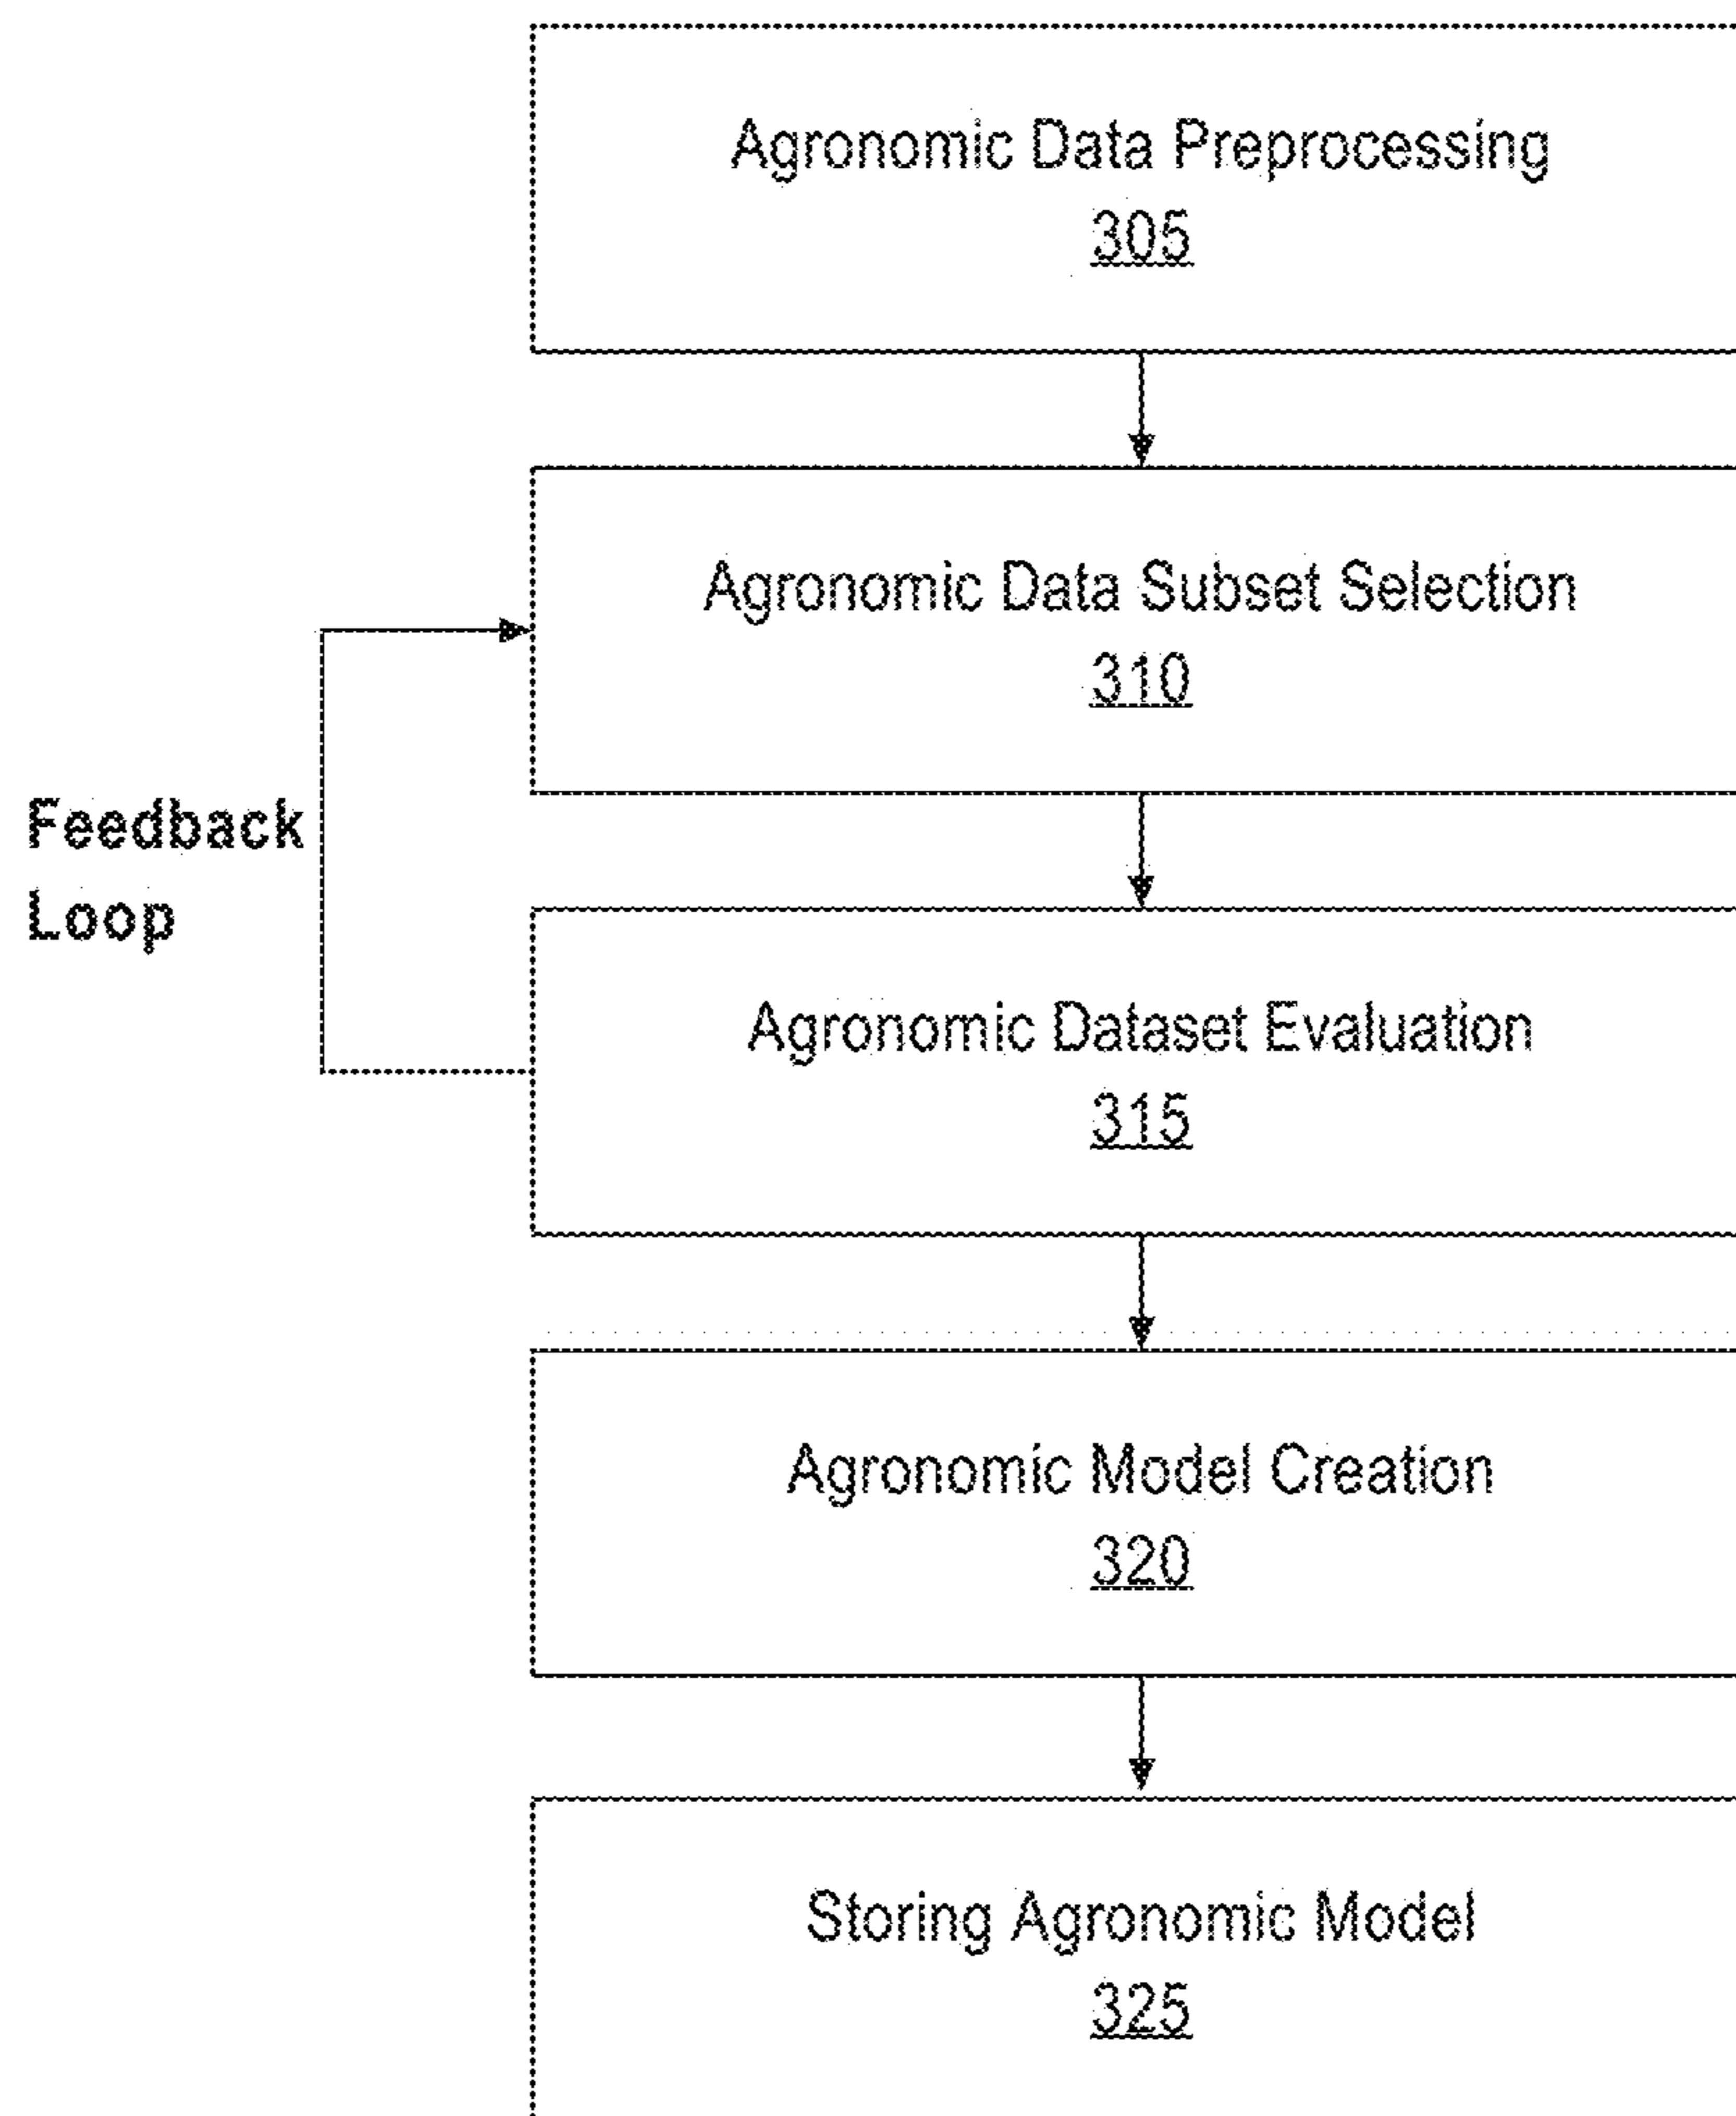 Agronomic Data Preprocessing
305
Agronomic Data Subset Selection
310
Feedback
Loop
Agronomic Dataset Evaluation
315
Agronomic Model Creation
320
Storing Agronomic Model
325